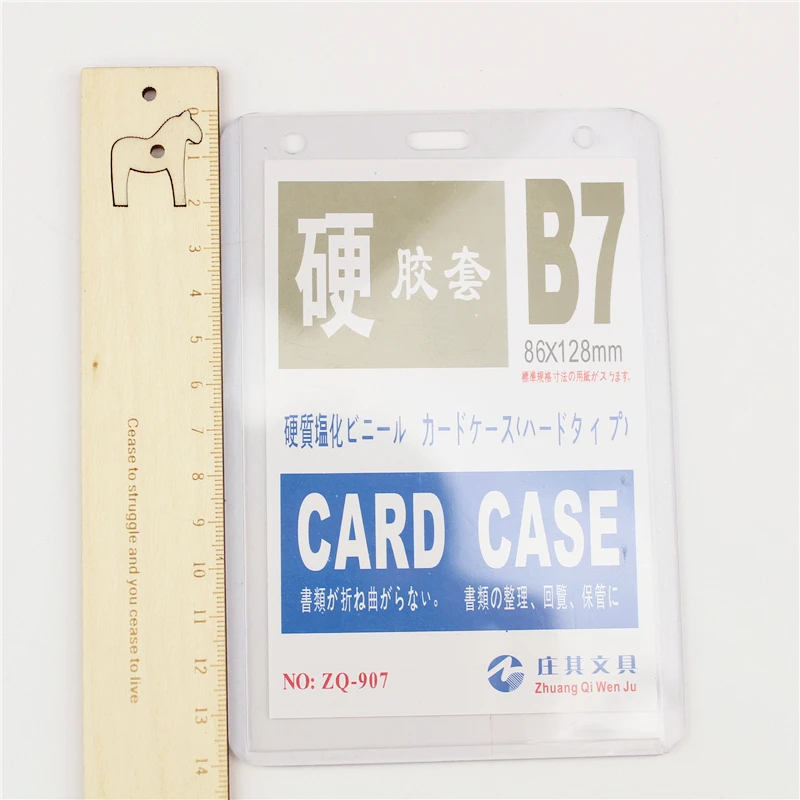 硬 胶套
B7
86X128mm
標準規格寸法の用紙がスります.
硬質塩化ビニール カードケース(ハードタイプ)
CARD CASE
書類が折ね曲がらない。 書類の整理、回覧、保管に
NO: ZQ-907
庄其文具
Zhuang Qi Wen Ju
0
1
2
3
4
5
6
7
8
9
10
11
12
13
14
Cease to struggle and you cease to live